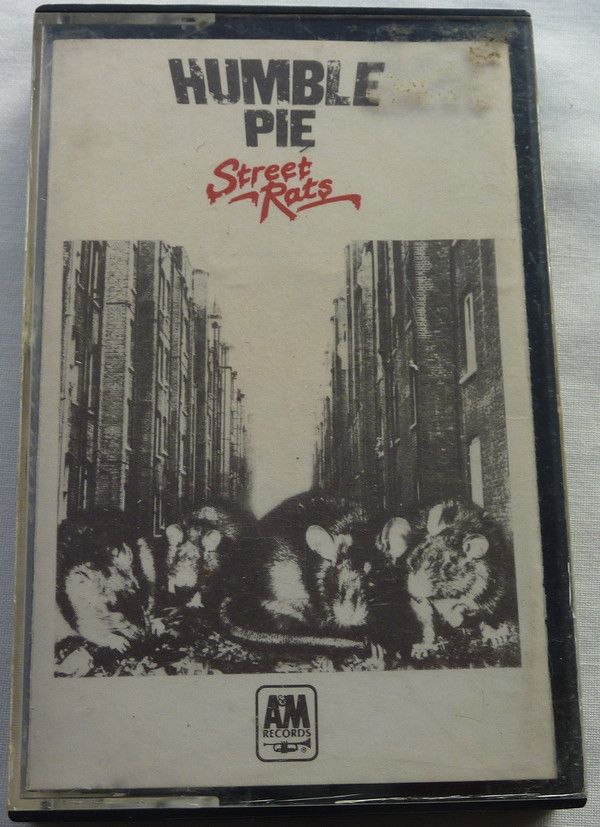 HUMBLE
PIE
Street
Rats
A&M
RECORDS
®